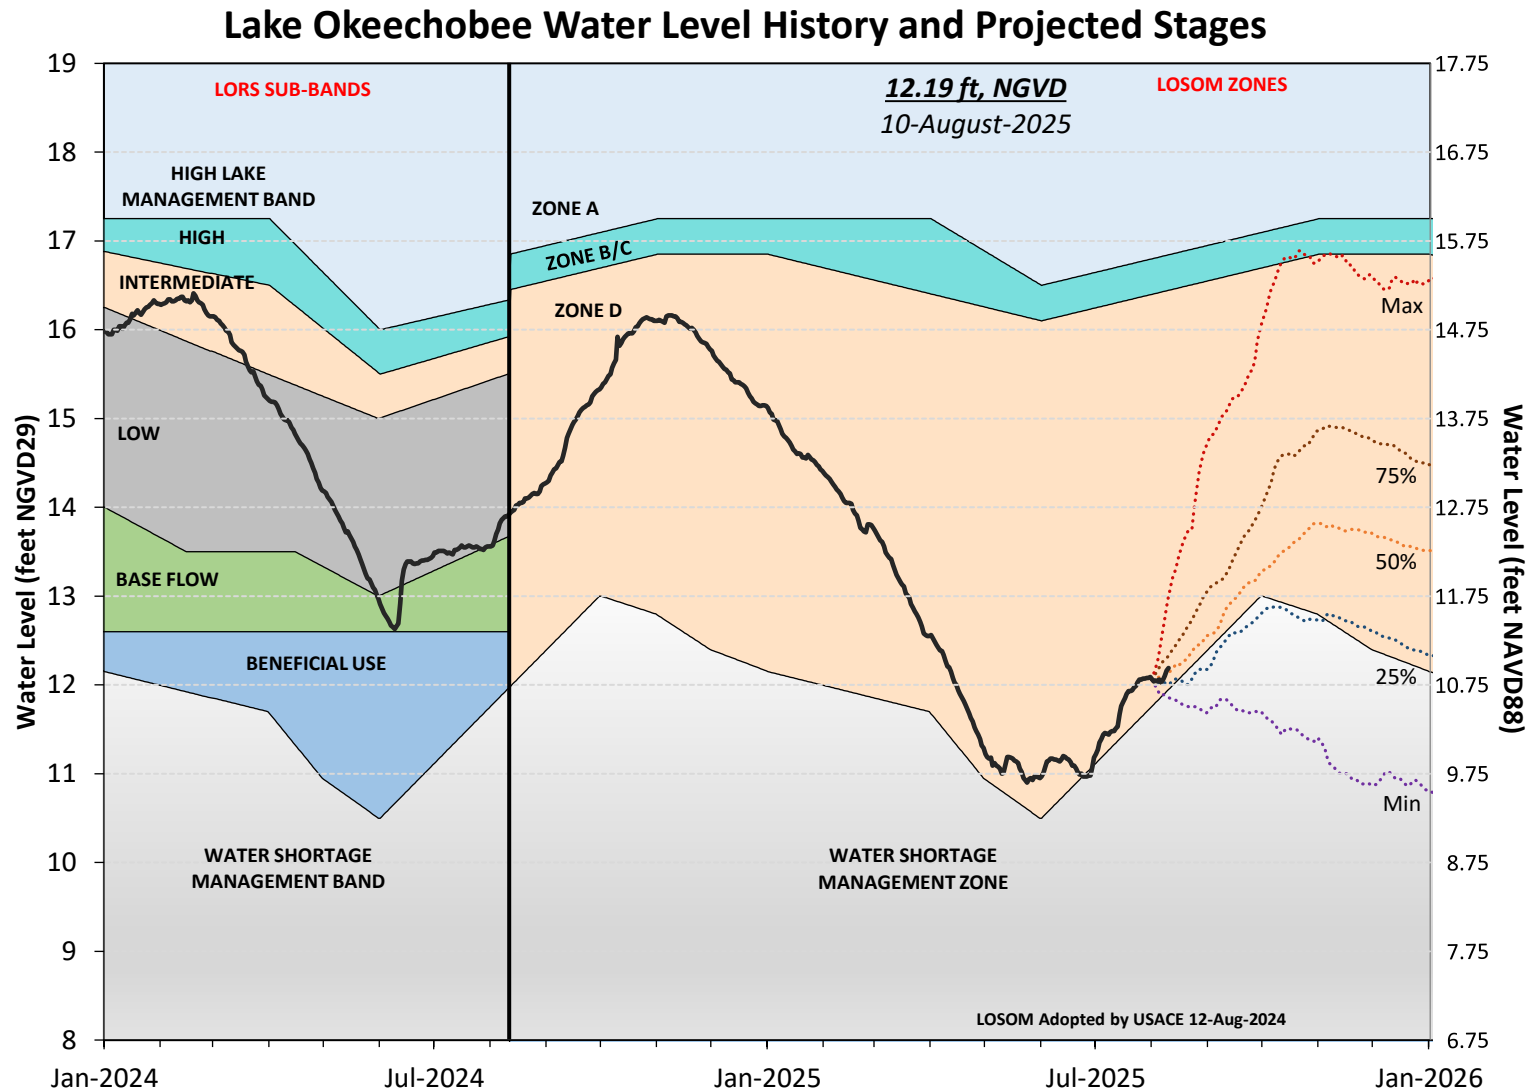 Lake Okeechobee Water Level History and Projected Stages
19
18
17
16
15
14
13
12
11
10
9
8
Water Level (feet NGVD29)
LORS SUB-BANDS
HIGH LAKE
MANAGEMENT BAND
HIGH
INTERMEDIATE
LOW
BASE FLOW
BENEFICIAL USE
WATER SHORTAGE
MANAGEMENT BAND
12.19 ft, NGVD
10-August-2025
LOSOM ZONES
ZONE A
ZONE B/C
ZONE D
WATER SHORTAGE
MANAGEMENT ZONE
Max
75%
50%
25%
Min
LOSOM Adopted by USACE 12-Aug-2024
17.75
16.75
15.75
14.75
13.75
12.75
11.75
10.75
9.75
8.75
7.75
6.75
Water Level (feet NAVD88)
Jan-2024
Jul-2024
Jan-2025
Jul-2025
Jan-2026